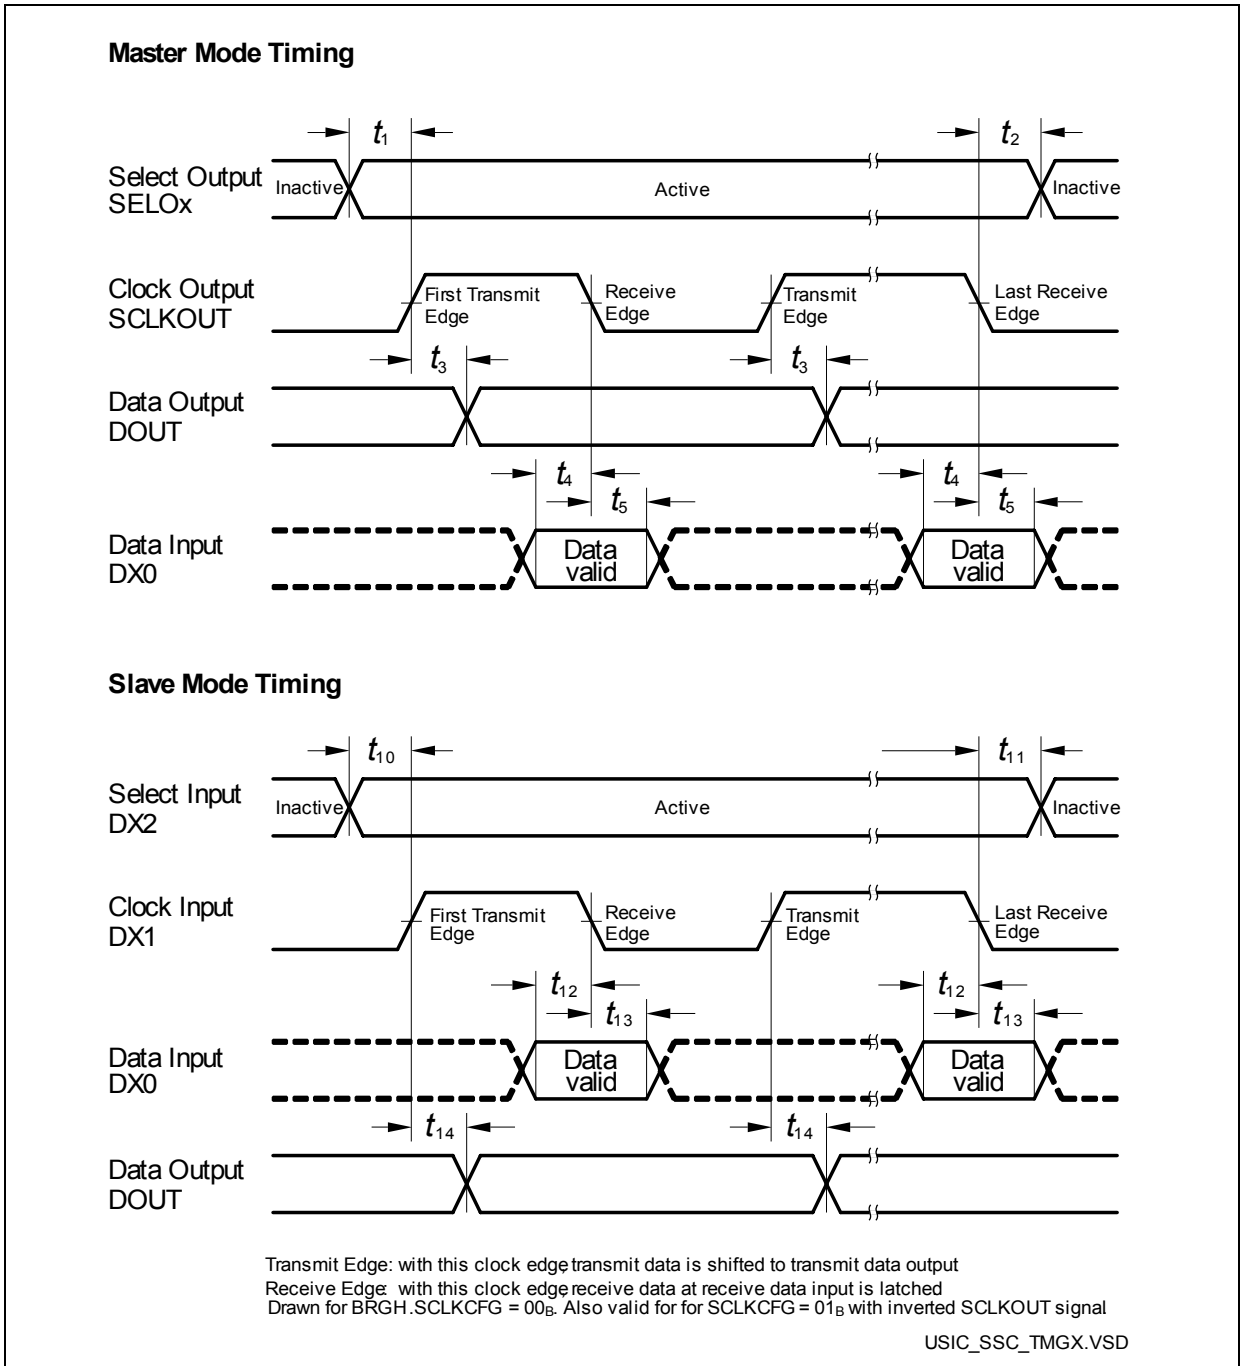 Master Mode Timing
t1
t2
Select Output
SELOx
Inactive
Active
Inactive
Clock Output
SCLKOUT
First Transmit
Edge
Receive
Edge
Transmit
Edge
Last Receive
Edge
t3
t3
Data Output
DOUT
t4
t4
t5
t5
Data Input
DX0
Data
valid
Data
valid
Slave Mode Timing
t10
t11
Select Input
DX2
Inactive
Active
Inactive
Clock Input
DX1
First Transmit
Edge
Receive
Edge
Transmit
Edge
Last Receive
Edge
t12
t12
t13
t13
Data Input
DX0
Data
valid
Data
valid
t14
t14
Data Output
DOUT
Transmit Edge: with this clock edge, transmit data is shifted to transmit data output
Receive Edge: with this clock edge, receive data at receive data input is latched
Drawn for BRGH.SCLKCFG = 00B. Also valid for for SCLKCFG = 01B with inverted SCLKOUT signal.
USIC_SSC_TMGX.VSD